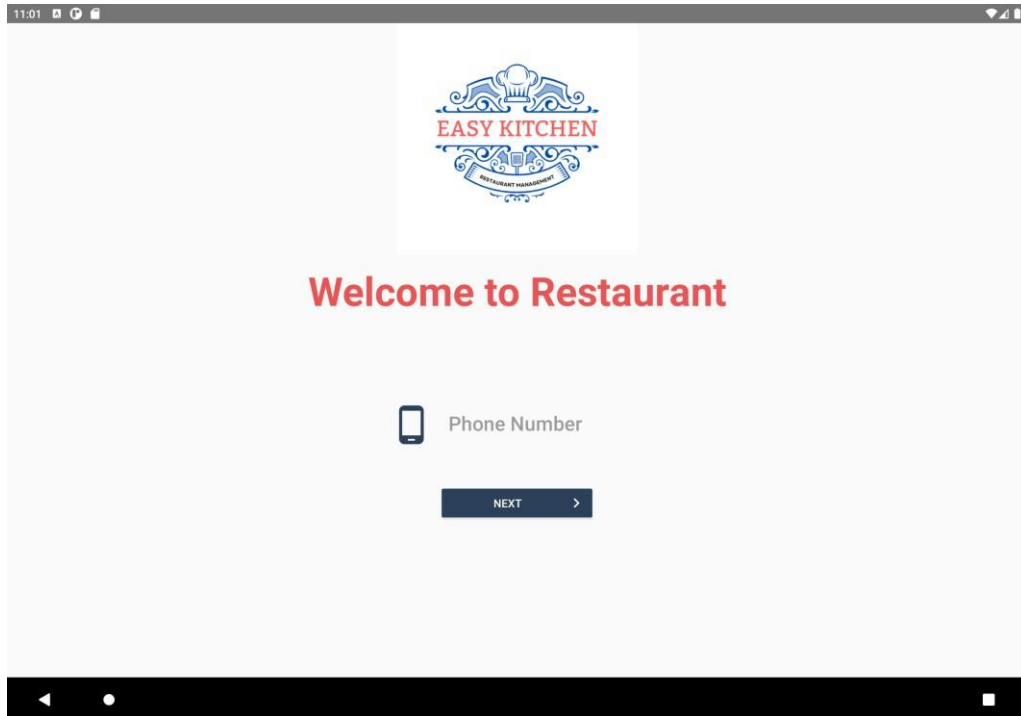 11:01
EASY KITCHEN
RESTAURANT MANAGEMENT
Welcome to Restaurant
Phone Number
NEXT